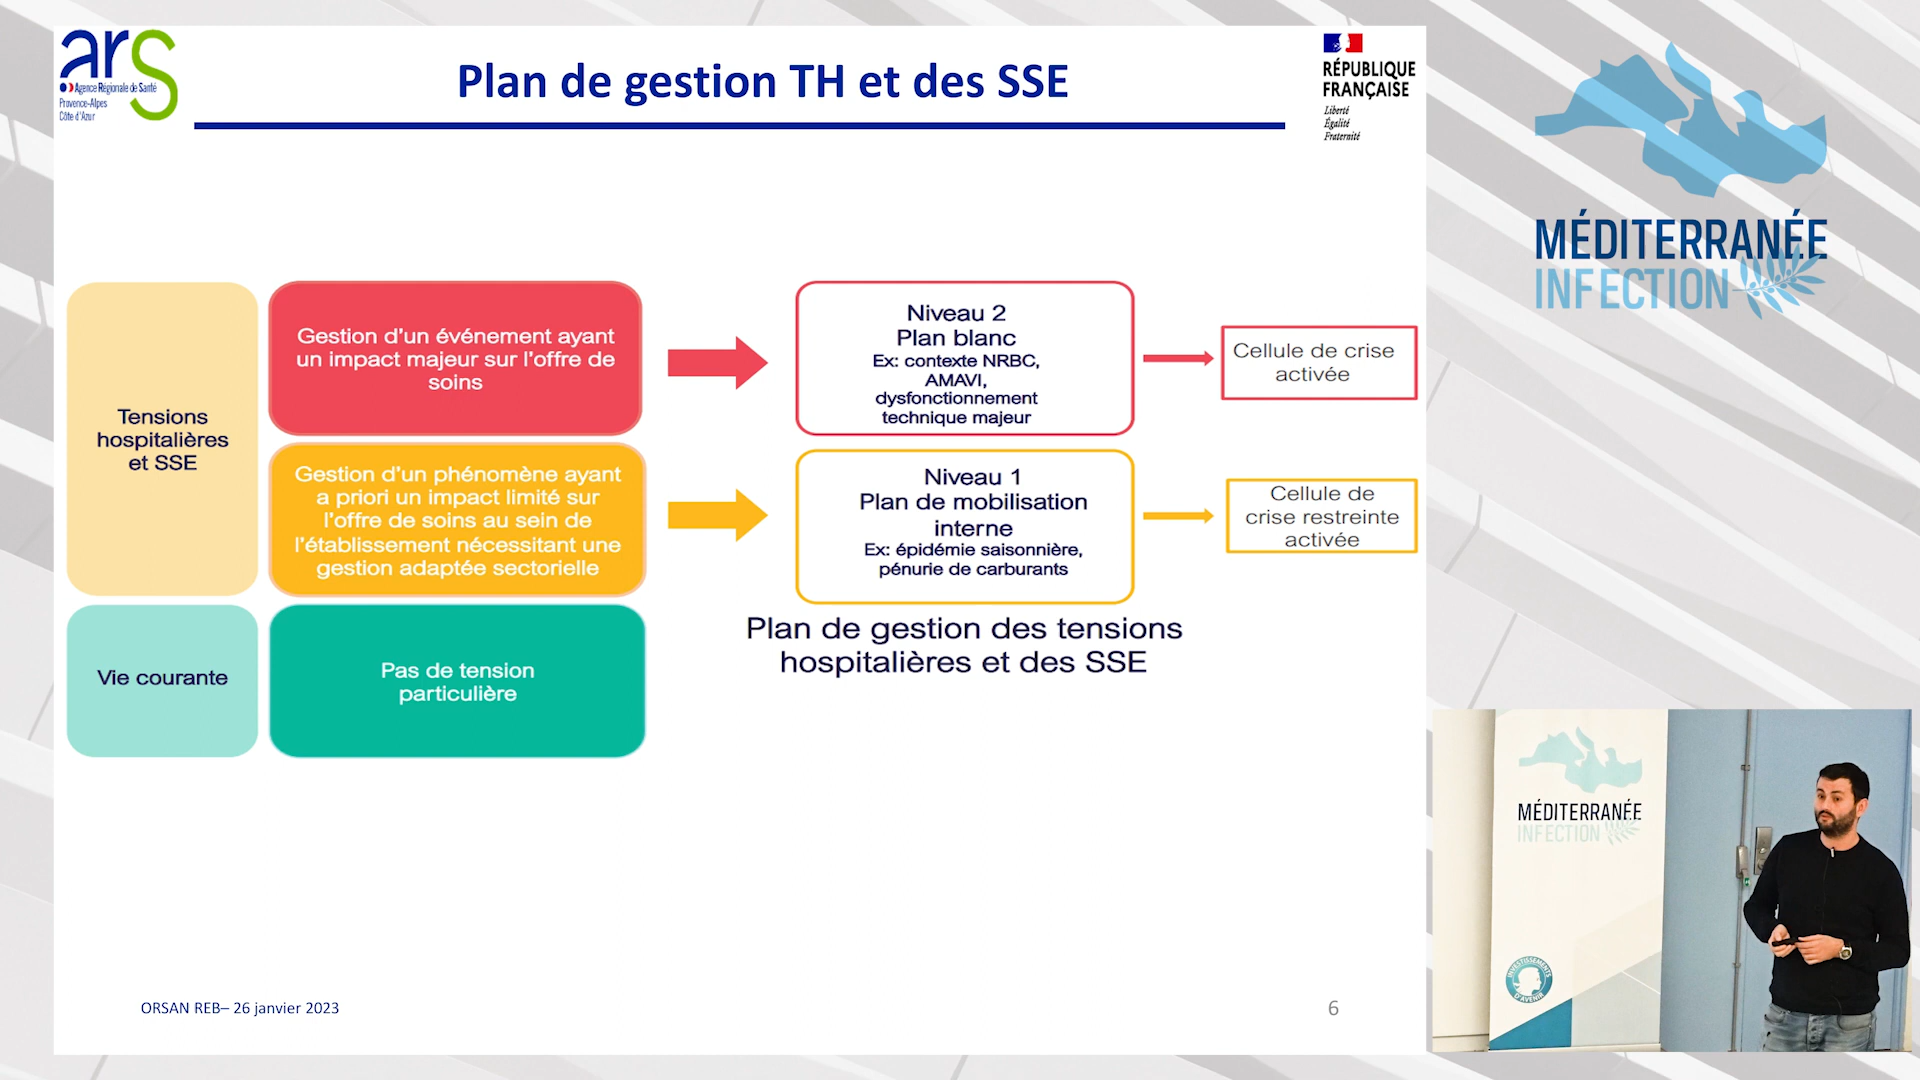 ars
Agence Régionale de Santé
Provence-Alpes
Côte d'Azur
Plan de gestion TH et des SSE
RÉPUBLIQUE
FRANÇAISE
Liberté
Égalité
Fraternité
MÉDITERRANÉE
INFECTION
Tensions
hospitalières
et SSE
Gestion d'un événement ayant
un impact majeur sur l'offre de
soins
Niveau 2
Plan blanc
Ex: contexte NRBC,
AMAVI,
dysfonctionnement
technique majeur
Cellule de crise
activée
Gestion d'un phénomène ayant
a priori un impact limité sur
l'offre de soins au sein de
l'établissement nécessitant une
gestion adaptée sectorielle
Niveau 1
Plan de mobilisation
interne
Ex: épidémie saisonnière,
pénurie de carburants
Cellule de
crise restreinte
activée
Vie courante
Pas de tension
particulière
Plan de gestion des tensions
hospitalières et des SSE
ORSAN REB– 26 janvier 2023
6
MÉDITERRANÉE
INFECTION
INVESTISSEMENTS
D'AVENIR